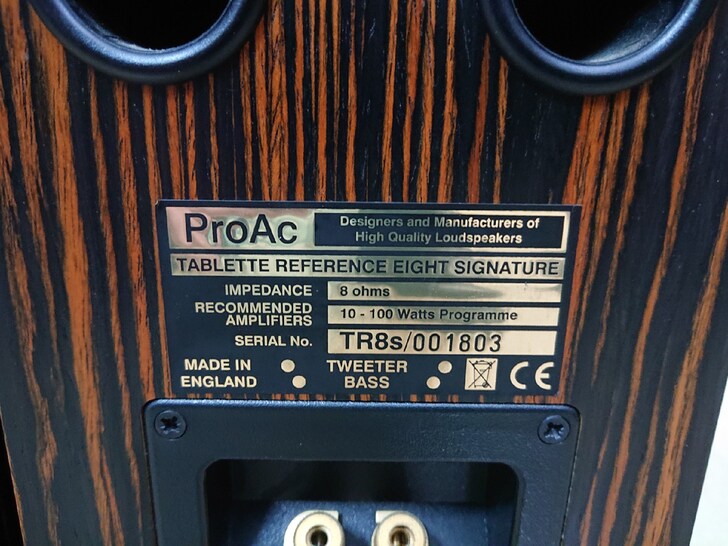 ProAc
Designers and Manufacturers of
High Quality Loudspeakers
TABLETTE REFERENCE EIGHT SIGNATURE
IMPEDANCE 8 ohms
RECOMMENDED
AMPLIFIERS 10 - 100 Watts Programme
SERIAL No. TR8s/001803
MADE IN
ENGLAND
TWEETER
BASS
CE